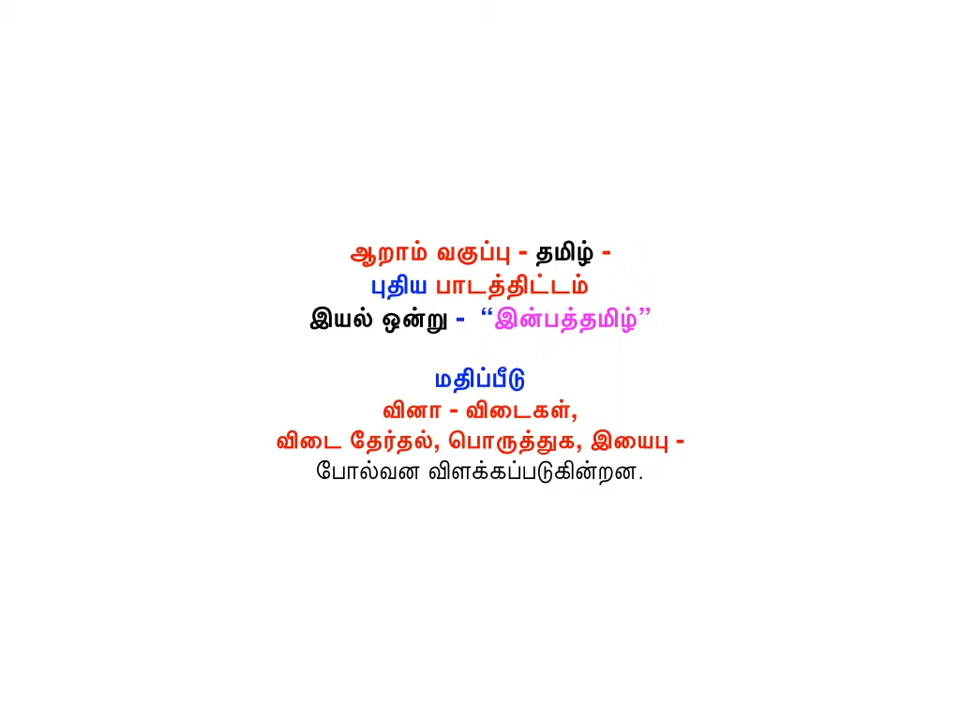 ஆறாம் வகுப்பு - தமிழ் -
புதிய பாடத்திட்டம்
இயல் ஒன்று - “இன்பத்தமிழ்”
மதிப்பீடு
வினா - விடைகள்,
விடை தேர்தல், பொருத்துக, இயைபு -
போல்வன விளக்கப்படுகின்றன.